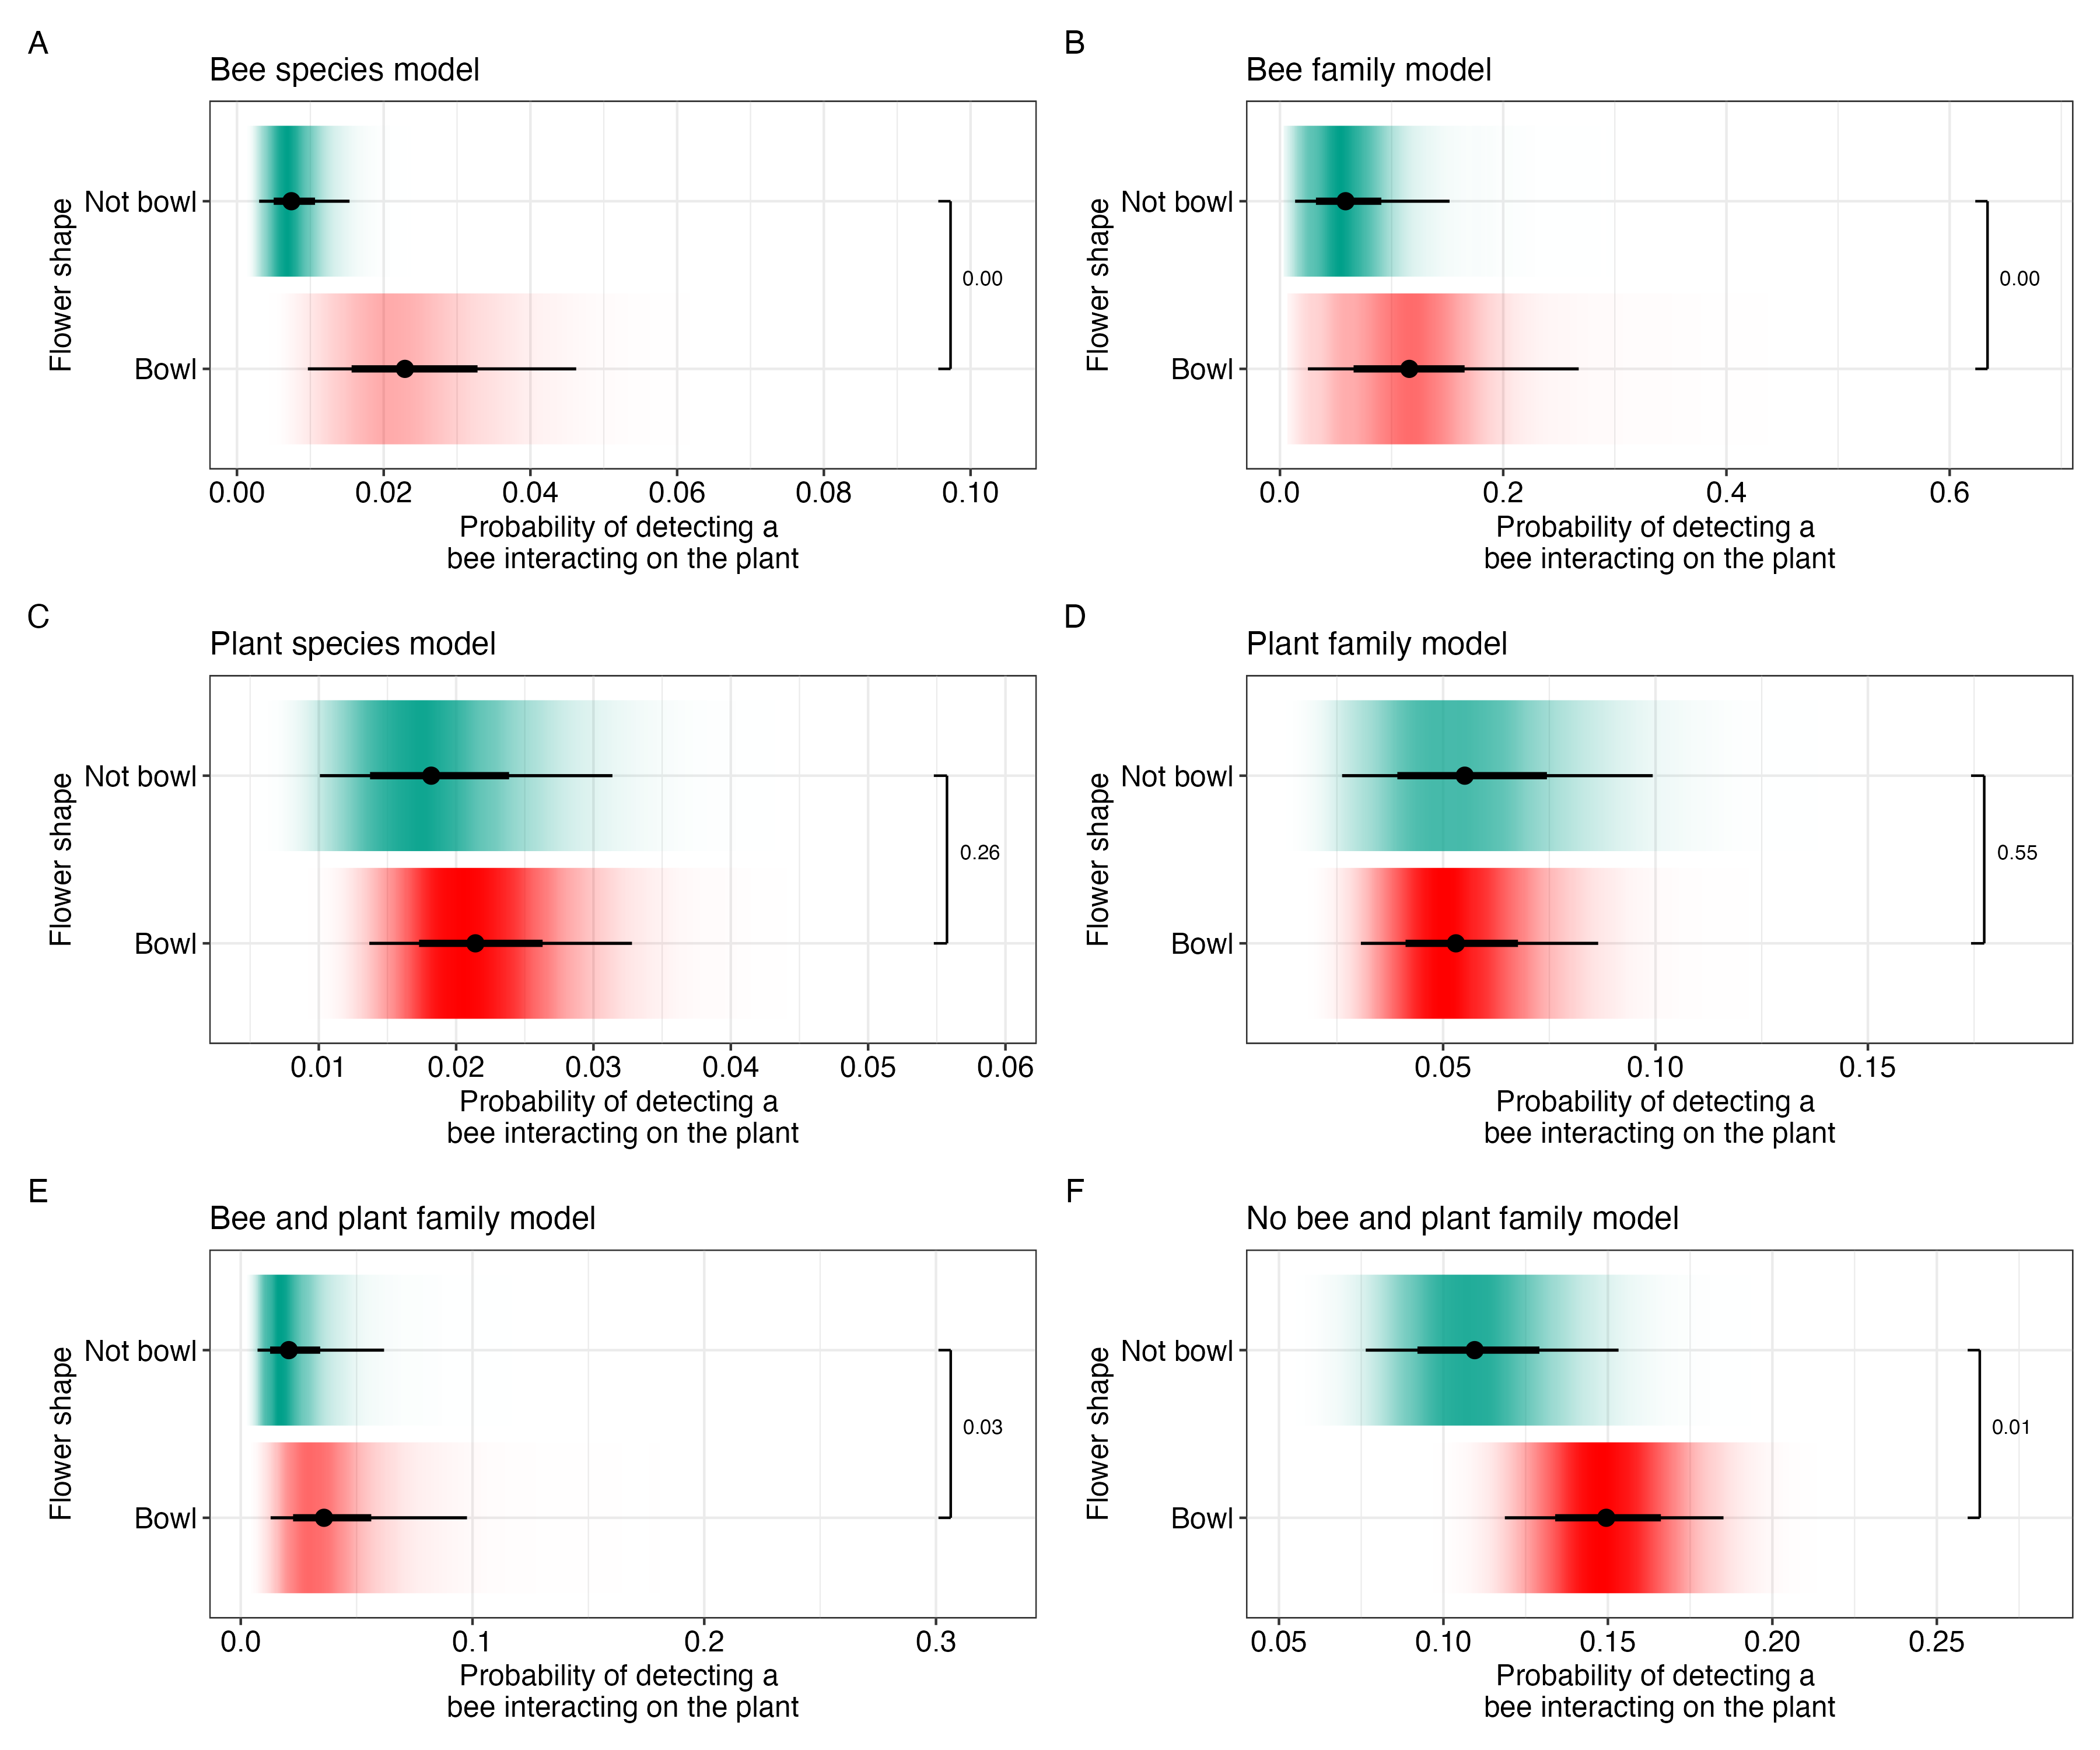 A
Bee species model
Flower shape
Not bowl
Bowl
0.00
0.00 0.02 0.04 0.06 0.08 0.10
Probability of detecting a
bee interacting on the plant
B
Bee family model
Flower shape
Not bowl
Bowl
0.00
0.0 0.2 0.4 0.6
Probability of detecting a
bee interacting on the plant
C
Plant species model
Flower shape
Not bowl
Bowl
0.26
0.01 0.02 0.03 0.04 0.05 0.06
Probability of detecting a
bee interacting on the plant
D
Plant family model
Flower shape
Not bowl
Bowl
0.55
0.05 0.10 0.15
Probability of detecting a
bee interacting on the plant
E
Bee and plant family model
Flower shape
Not bowl
Bowl
0.03
0.0 0.1 0.2 0.3
Probability of detecting a
bee interacting on the plant
F
No bee and plant family model
Flower shape
Not bowl
Bowl
0.01
0.05 0.10 0.15 0.20 0.25
Probability of detecting a
bee interacting on the plant